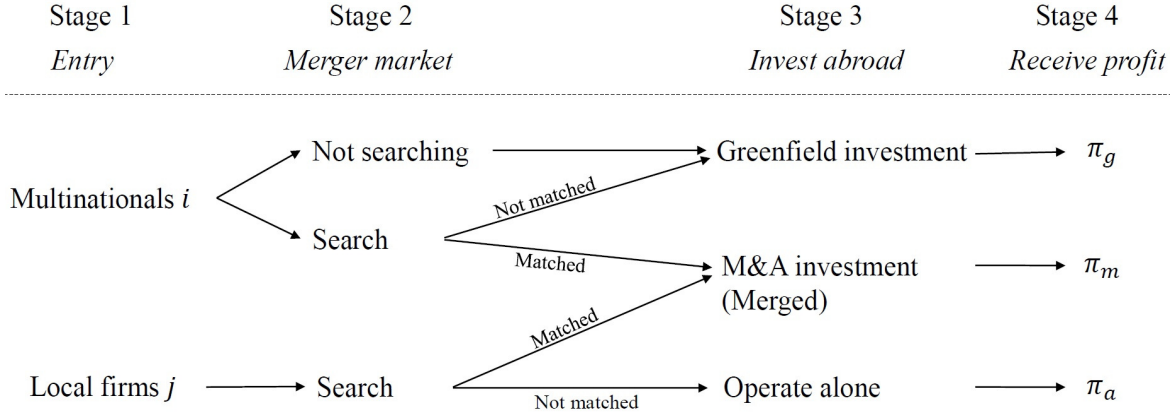 Stage 1 Stage 2 Stage 3 Stage 4
Entry Merger market Invest abroad Receive profit
Not searching Greenfield investment π_g
Not matched
Multinationals i
Search
Matched
M&A investment π_m
(Merged)
Matched
Local firms j Search Operate alone π_a
Not matched